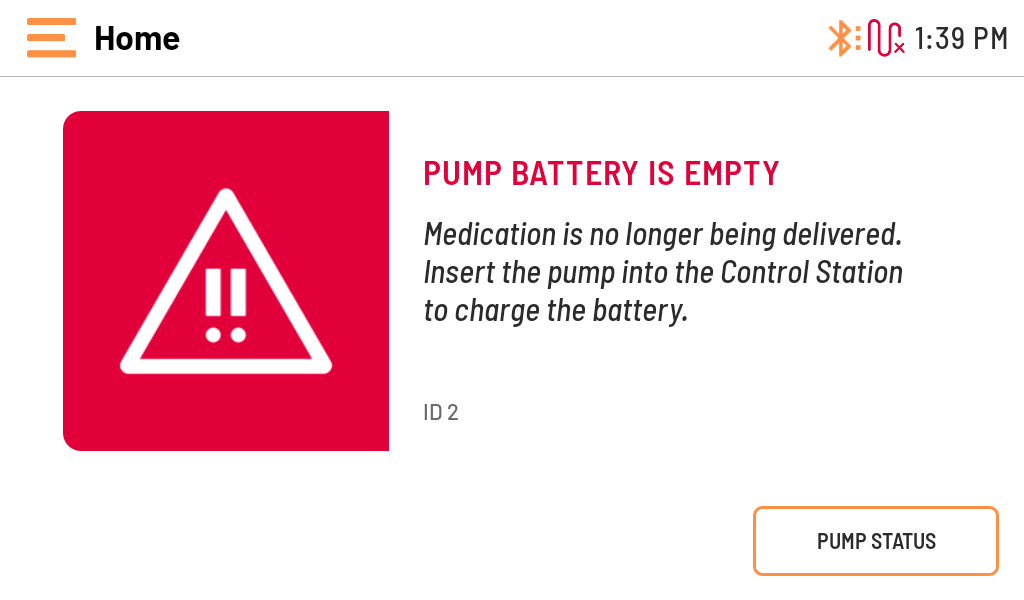 Home
1:39 PM
PUMP BATTERY IS EMPTY
Medication is no longer being delivered.
Insert the pump into the Control Station
to charge the battery.
ID 2
PUMP STATUS